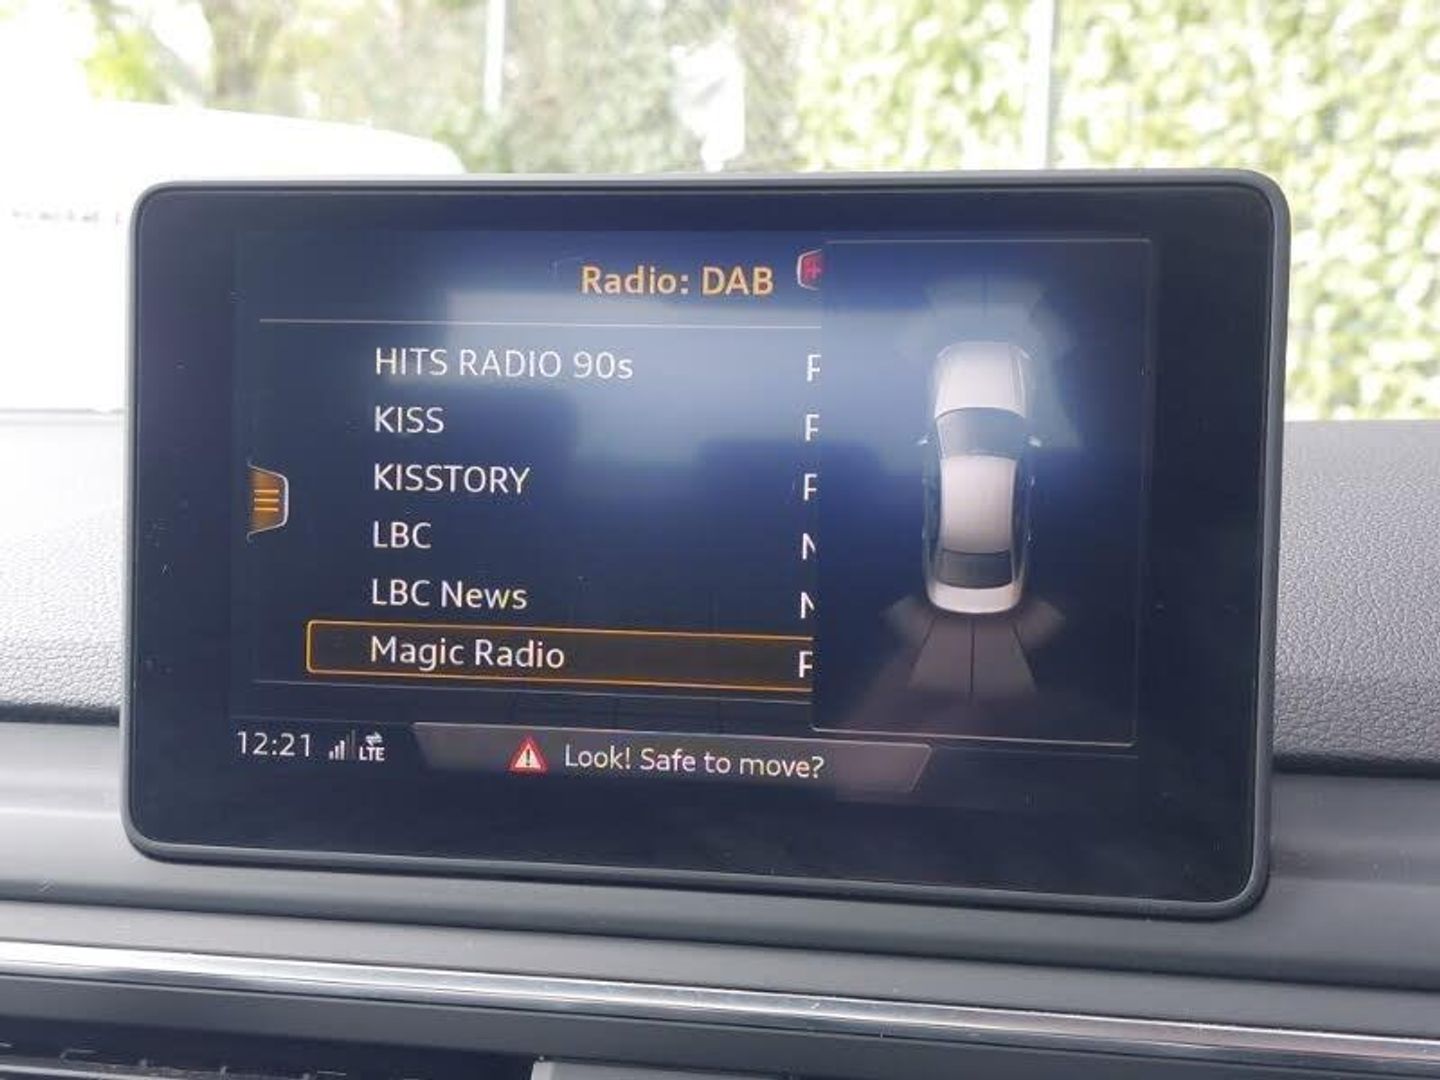 Radio: DAB
HITS RADIO 90s P
KISS P
KISSTORY P
LBC N
LBC News N
Magic Radio P
12:21 LTE
Look! Safe to move?